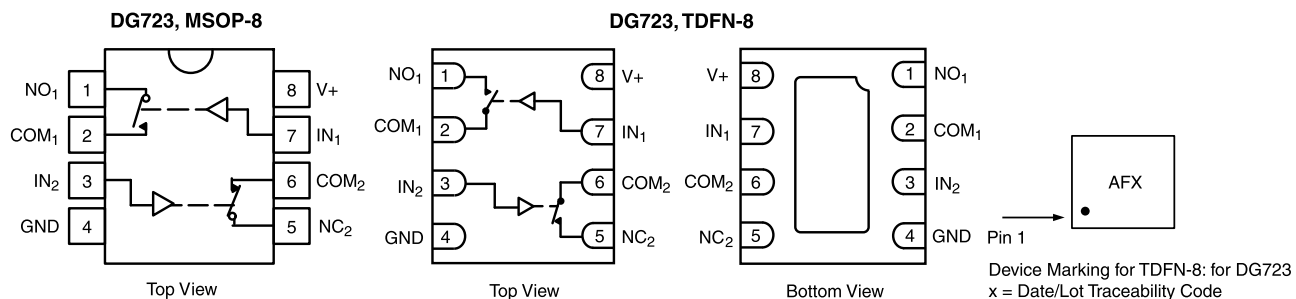 DG723, MSOP-8
NO1
1
8
V+
COM1
2
7
IN1
IN2
3
6
COM2
GND
4
5
NC2
Top View
DG723, TDFN-8
NO1
1
8
V+
COM1
2
7
IN1
IN2
3
6
COM2
GND
4
5
NC2
Top View
V+
8
1
NO1
IN1
7
2
COM1
COM2
6
3
IN2
NC2
5
4
GND
Bottom View
AFX
Pin 1
Device Marking for TDFN-8: for DG723
x = Date/Lot Traceability Code